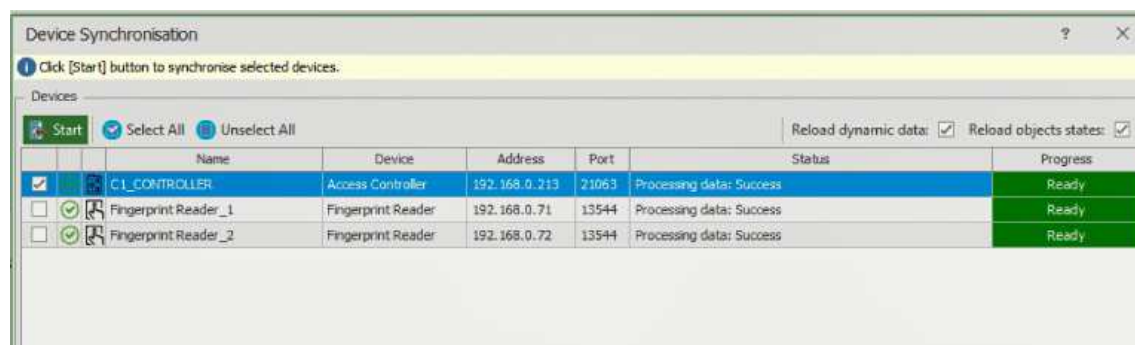 Device Synchronisation ? ×
Click [Start] button to synchronise selected devices.
Devices
Start Select All Unselect All Reload dynamic data: Reload objects states:
Name Device Address Port Status Progress
C1_CONTROLLER Access Controller 192.168.0.213 21063 Processing data: Success Ready
Fingerprint Reader_1 Fingerprint Reader 192.168.0.71 13544 Processing data: Success Ready
Fingerprint Reader_2 Fingerprint Reader 192.168.0.72 13544 Processing data: Success Ready